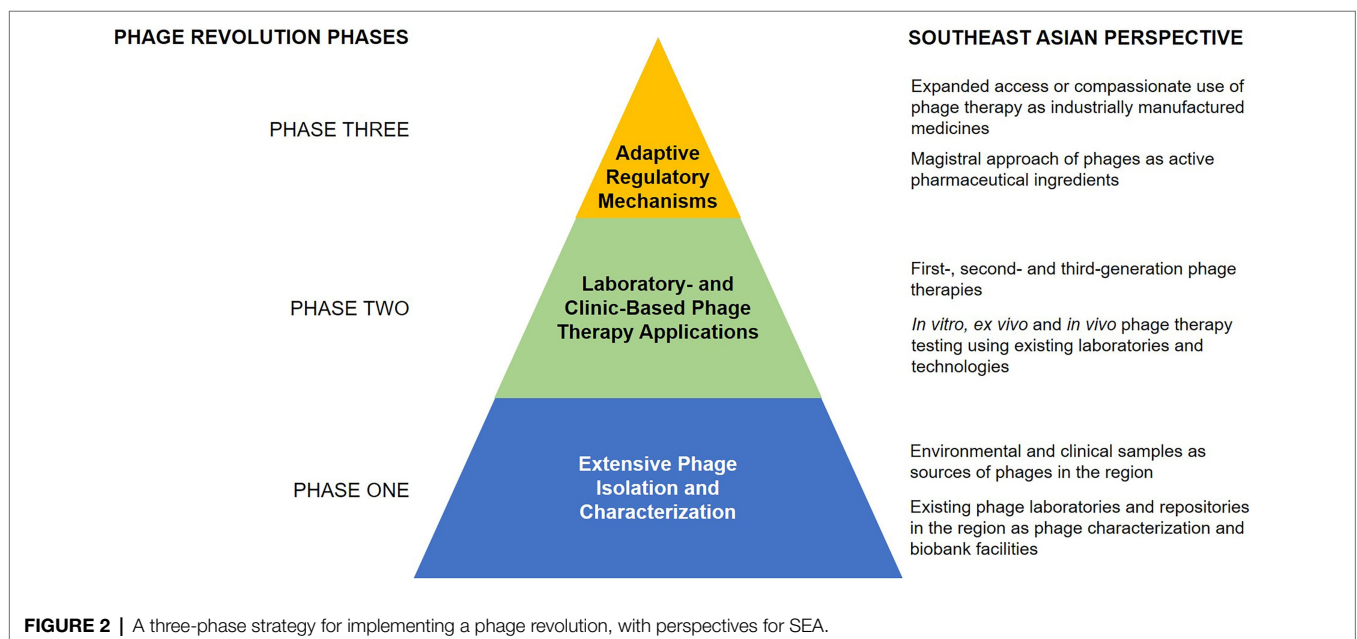 PHAGE REVOLUTION PHASES
SOUTHEAST ASIAN PERSPECTIVE
PHASE THREE
Adaptive
Regulatory
Mechanisms
Expanded access or compassionate use of
phage therapy as industrially manufactured
medicines
Magistral approach of phages as active
pharmaceutical ingredients
PHASE TWO
Laboratory- and
Clinic-Based Phage
Therapy Applications
First-, second- and third-generation phage
therapies
In vitro, ex vivo and in vivo phage therapy
testing using existing laboratories and
technologies
PHASE ONE
Extensive Phage
Isolation and
Characterization
Environmental and clinical samples as
sources of phages in the region
Existing phage laboratories and repositories
in the region as phage characterization and
biobank facilities
FIGURE 2 | A three-phase strategy for implementing a phage revolution, with perspectives for SEA.